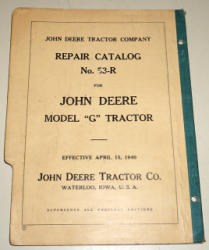 JOHN DEERE TRACTOR COMPANY
REPAIR CATALOG
No. 53-R
FOR
JOHN DEERE
MODEL "G" TRACTOR
EFFECTIVE APRIL 15, 1940
JOHN DEERE TRACTOR CO.
WATERLOO, IOWA, U. S. A.
SUPERSEDES ALL PREVIOUS EDITIONS